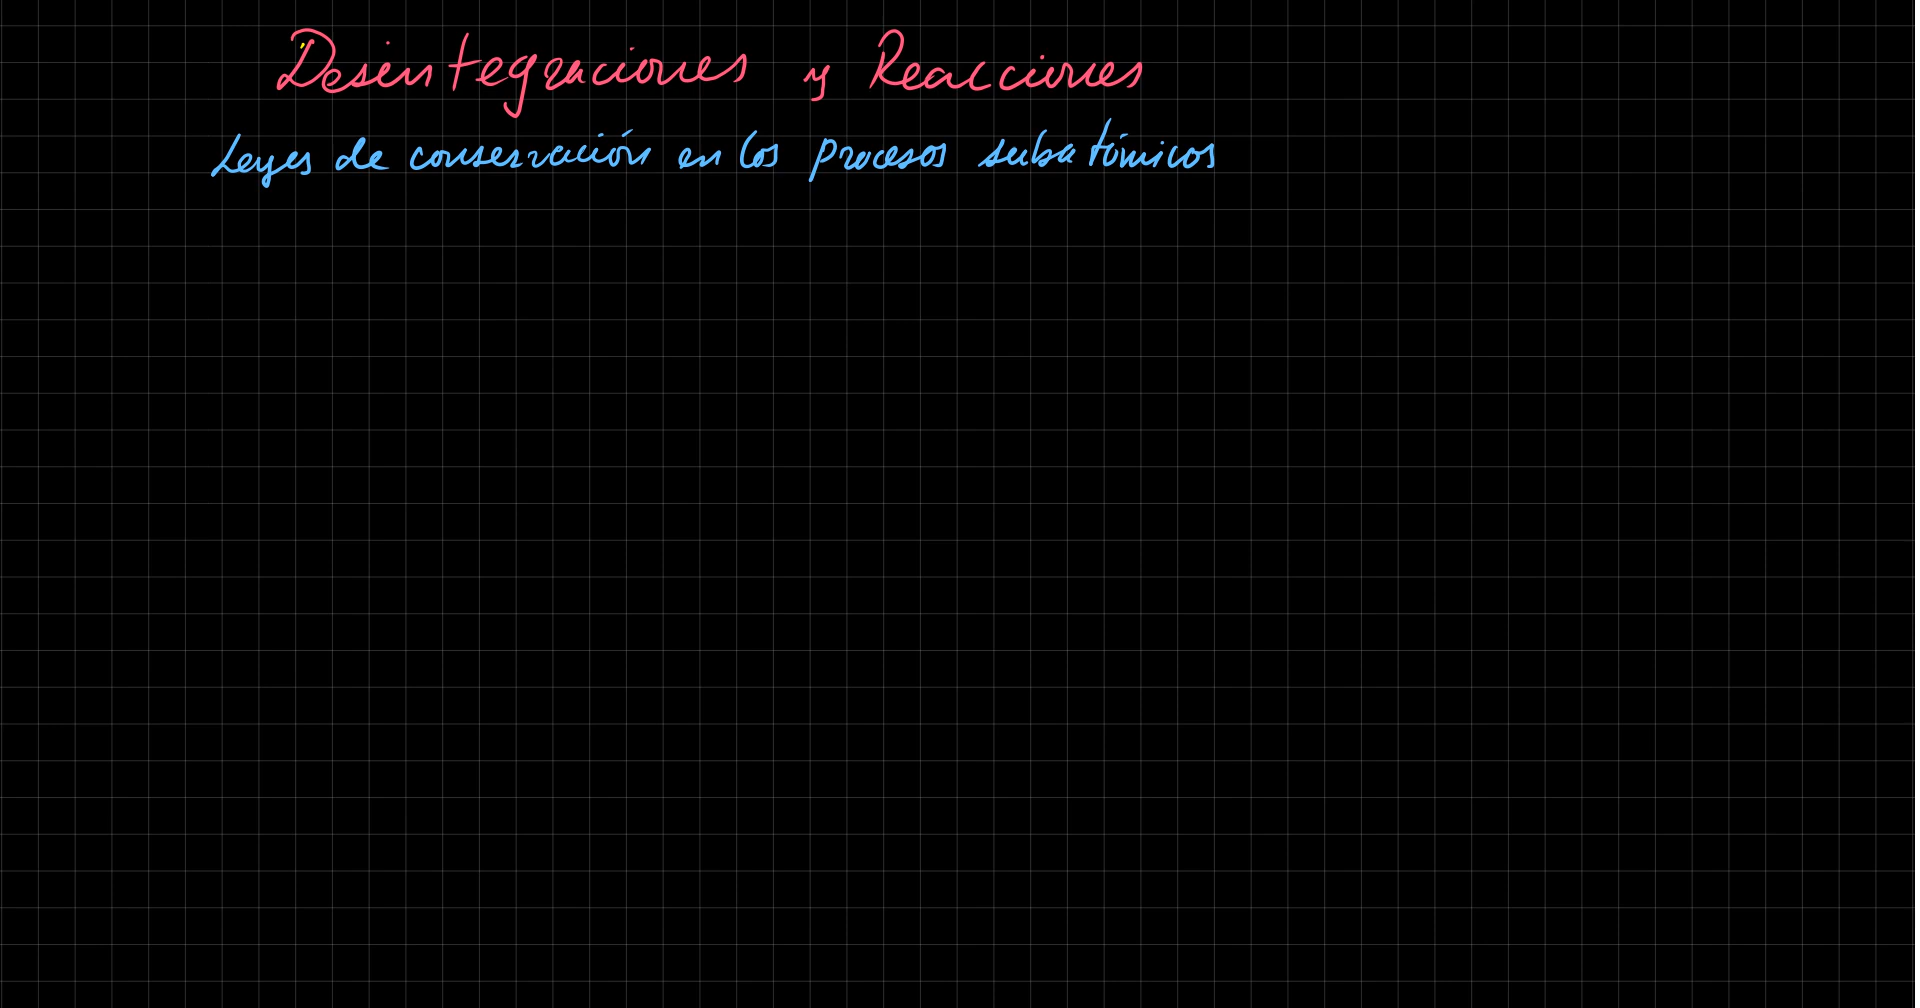 Desintegraciones y Reacciones
Leyes de conservación en los procesos subatómicos